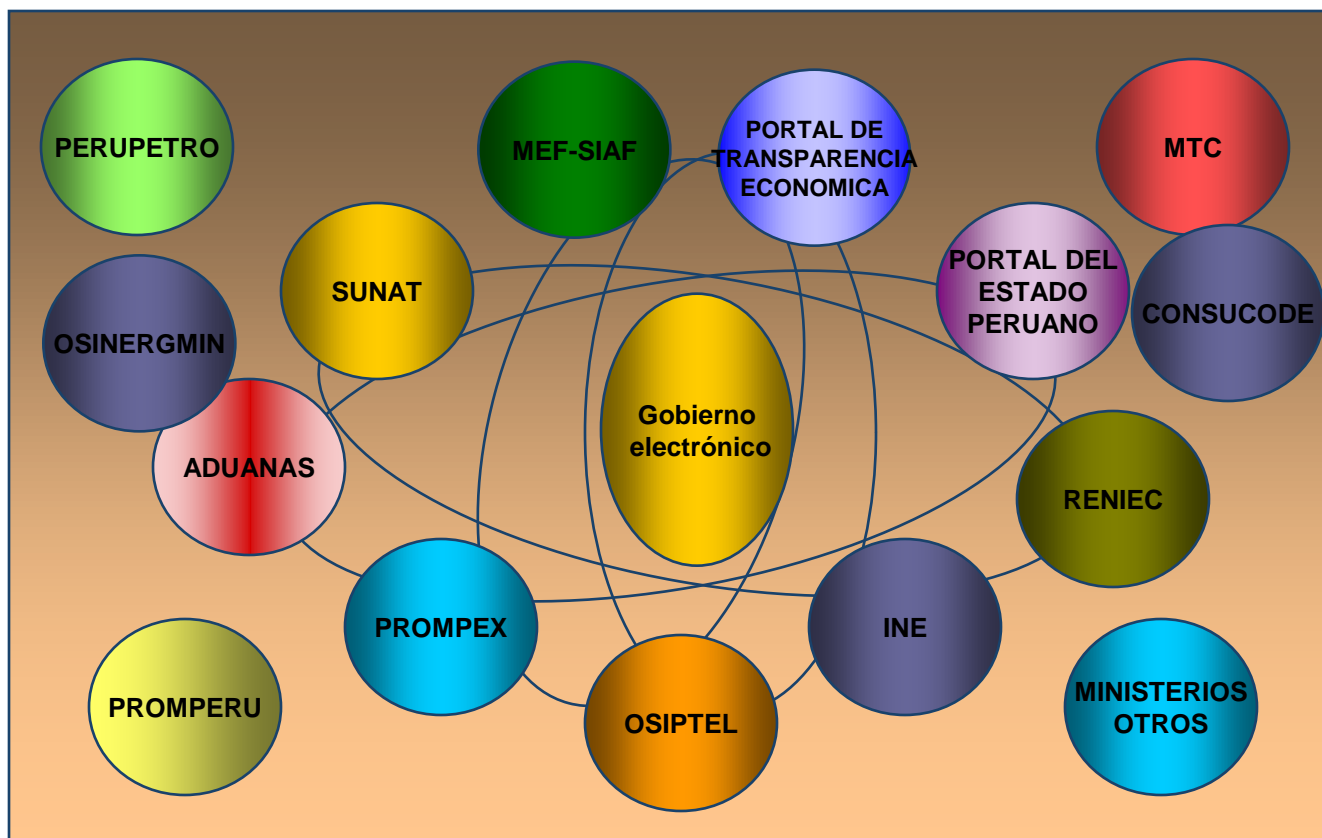 PERUPETRO
MEF-SIAF
PORTAL DE
TRANSPARENCIA
ECONOMICA
MTC
SUNAT
PORTAL DEL
ESTADO
PERUANO
CONSUCODE
OSINERGMIN
Gobierno
electrónico
ADUANAS
RENIEC
PROMPEX
INE
PROMPERU
OSIPTEL
MINISTERIOS
OTROS